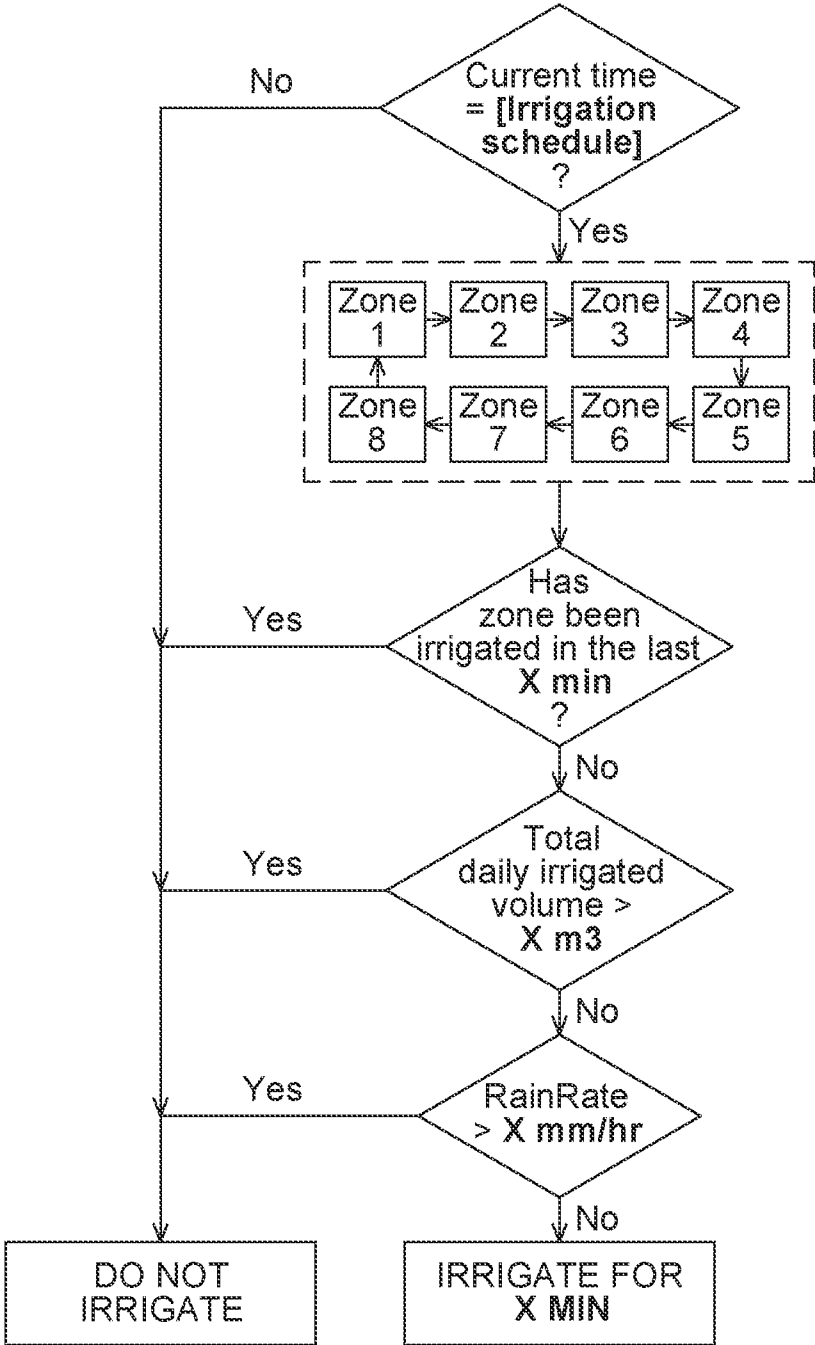 Current time
= [Irrigation
schedule]
?
No
Yes
Zone
1
Zone
2
Zone
3
Zone
4
Zone
8
Zone
7
Zone
6
Zone
5
Has
zone been
irrigated in the last
X min
?
Yes
No
Total
daily irrigated
volume >
X m3
Yes
No
RainRate
> X mm/hr
Yes
No
DO NOT
IRRIGATE
IRRIGATE FOR
X MIN